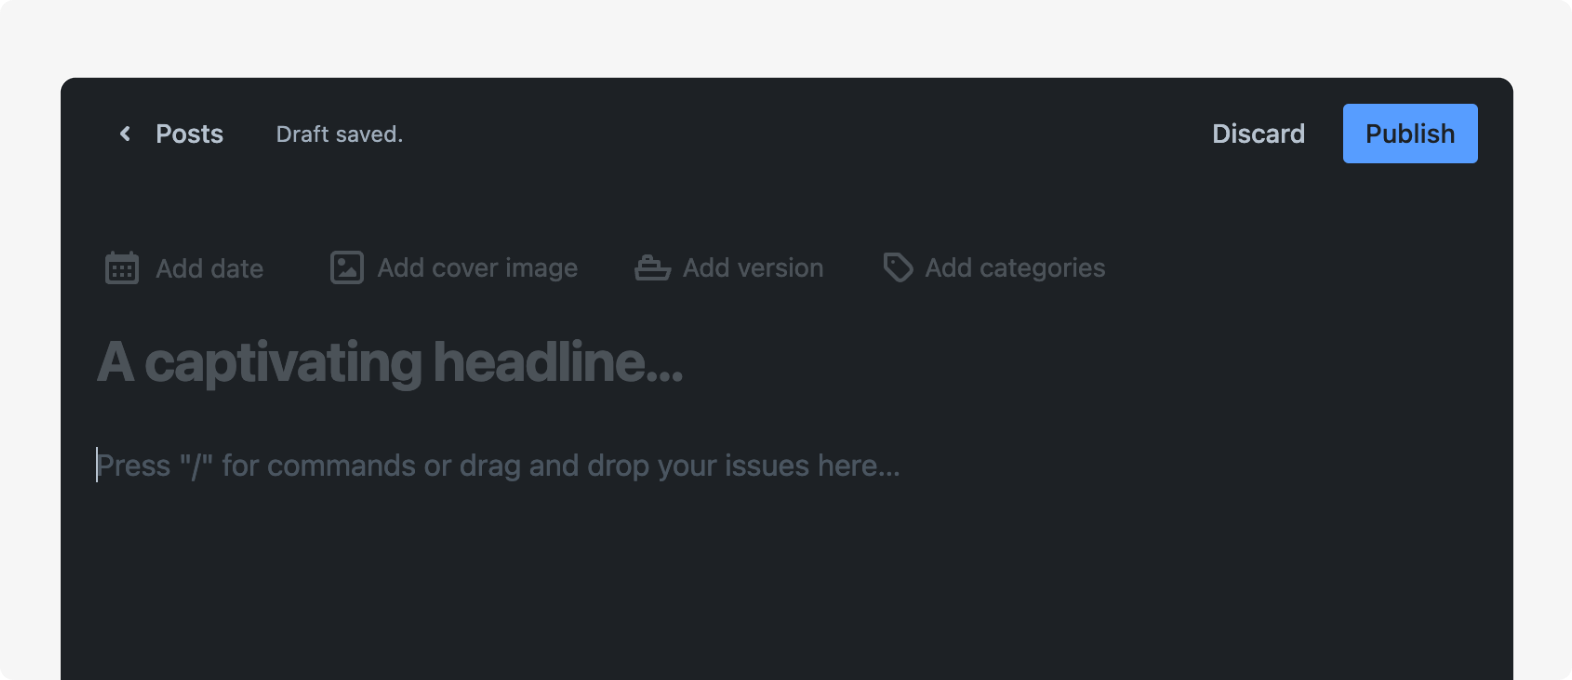 Posts Draft saved. Discard Publish
Add date Add cover image Add version Add categories
A captivating headline...
Press "/" for commands or drag and drop your issues here...